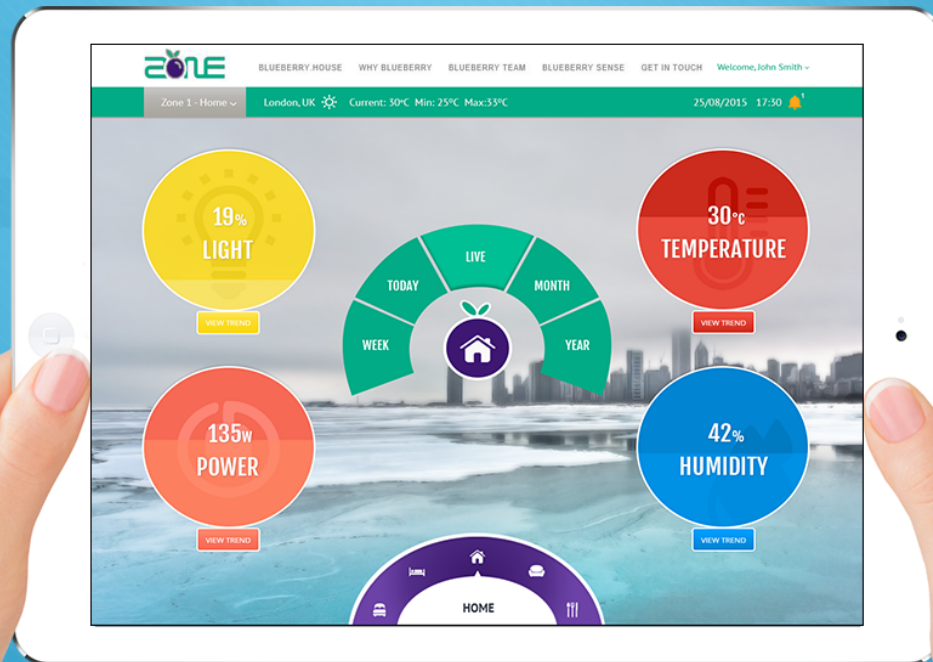 ZONE
BLUEBERRY.HOUSE WHY BLUEBERRY BLUEBERRY TEAM BLUEBERRY SENSE GET IN TOUCH Welcome, John Smith
Zone 1 - Home London, UK Current: 30ºC Min: 25ºC Max:33ºC 25/08/2015 17:30 1
19%
LIGHT
VIEW TREND
30°C
TEMPERATURE
VIEW TREND
WEEK
TODAY
LIVE
MONTH
YEAR
135W
POWER
VIEW TREND
42%
HUMIDITY
VIEW TREND
HOME